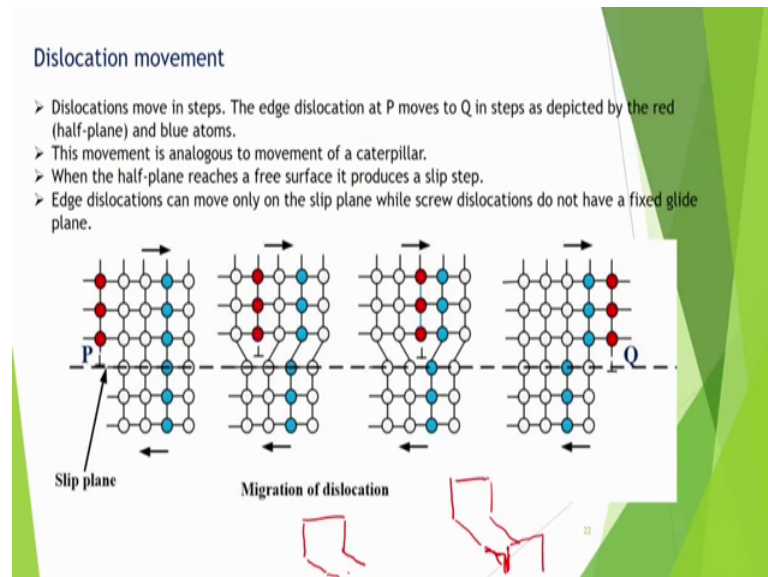 Dislocation movement
➢ Dislocations move in steps. The edge dislocation at P moves to Q in steps as depicted by the red
(half-plane) and blue atoms.
➢ This movement is analogous to movement of a caterpillar.
➢ When the half-plane reaches a free surface it produces a slip step.
➢ Edge dislocations can move only on the slip plane while screw dislocations do not have a fixed glide
plane.
P
Q
Slip plane
Migration of dislocation
22